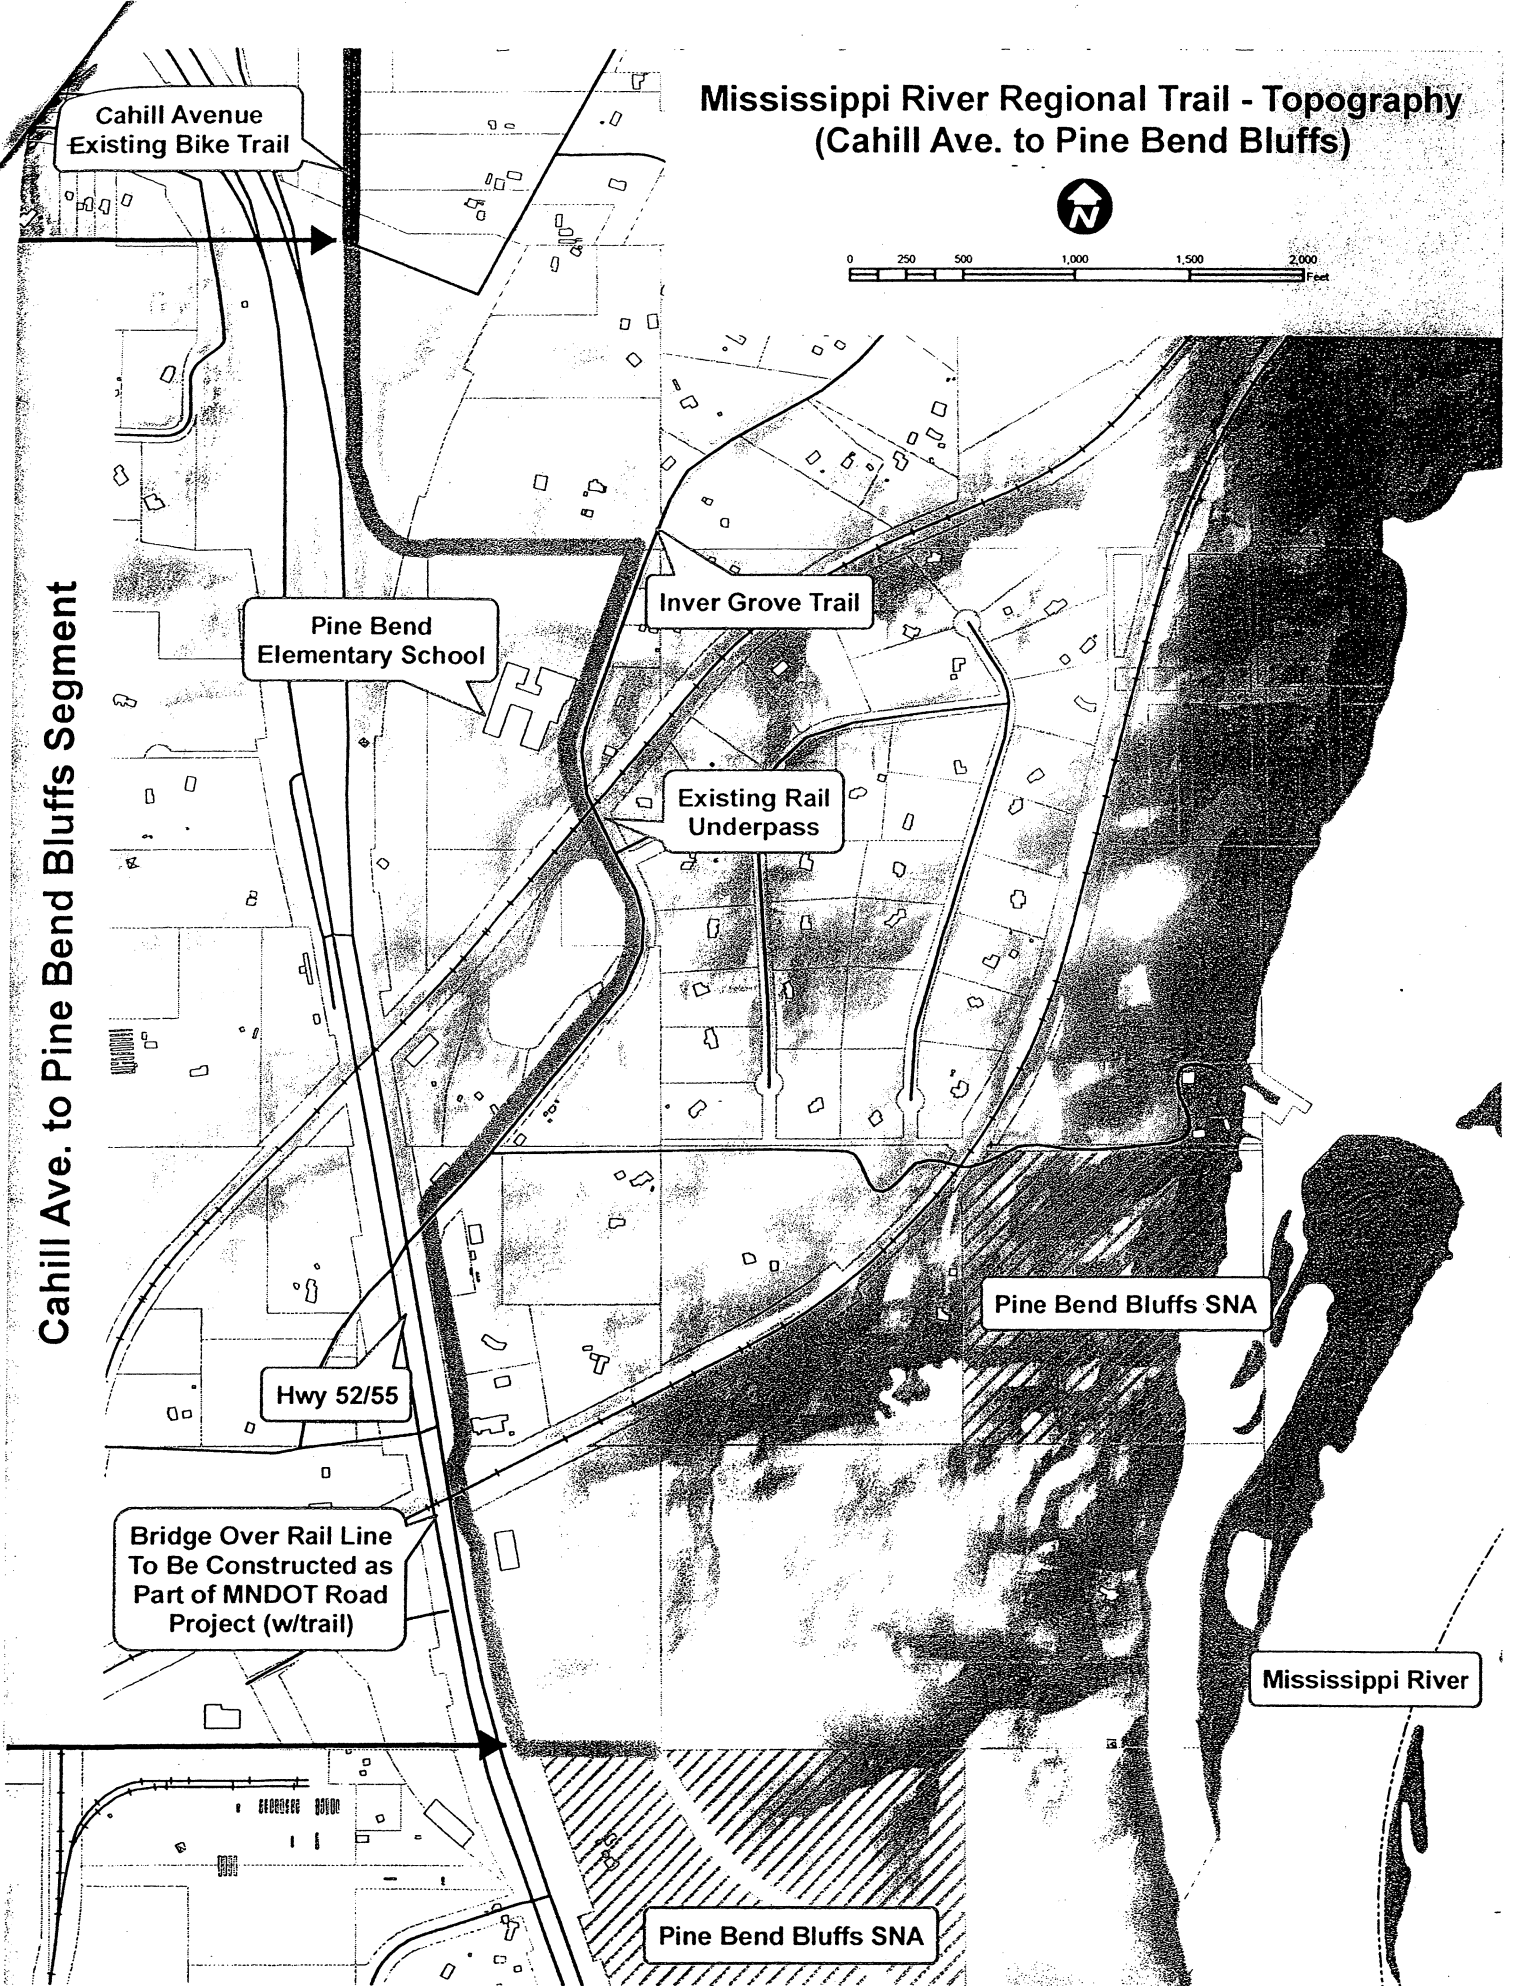 Mississippi River Regional Trail - Topography
(Cahill Ave. to Pine Bend Bluffs)
N
0 250 500 1,000 1,500 2,000
Feet
Cahill Avenue
Existing Bike Trail
Cahill Ave. to Pine Bend Bluffs Segment
Inver Grove Trail
Pine Bend
Elementary School
Existing Rail
Underpass
Pine Bend Bluffs SNA
Hwy 52/55
Bridge Over Rail Line
To Be Constructed as
Part of MNDOT Road
Project (w/trail)
Mississippi River
Pine Bend Bluffs SNA